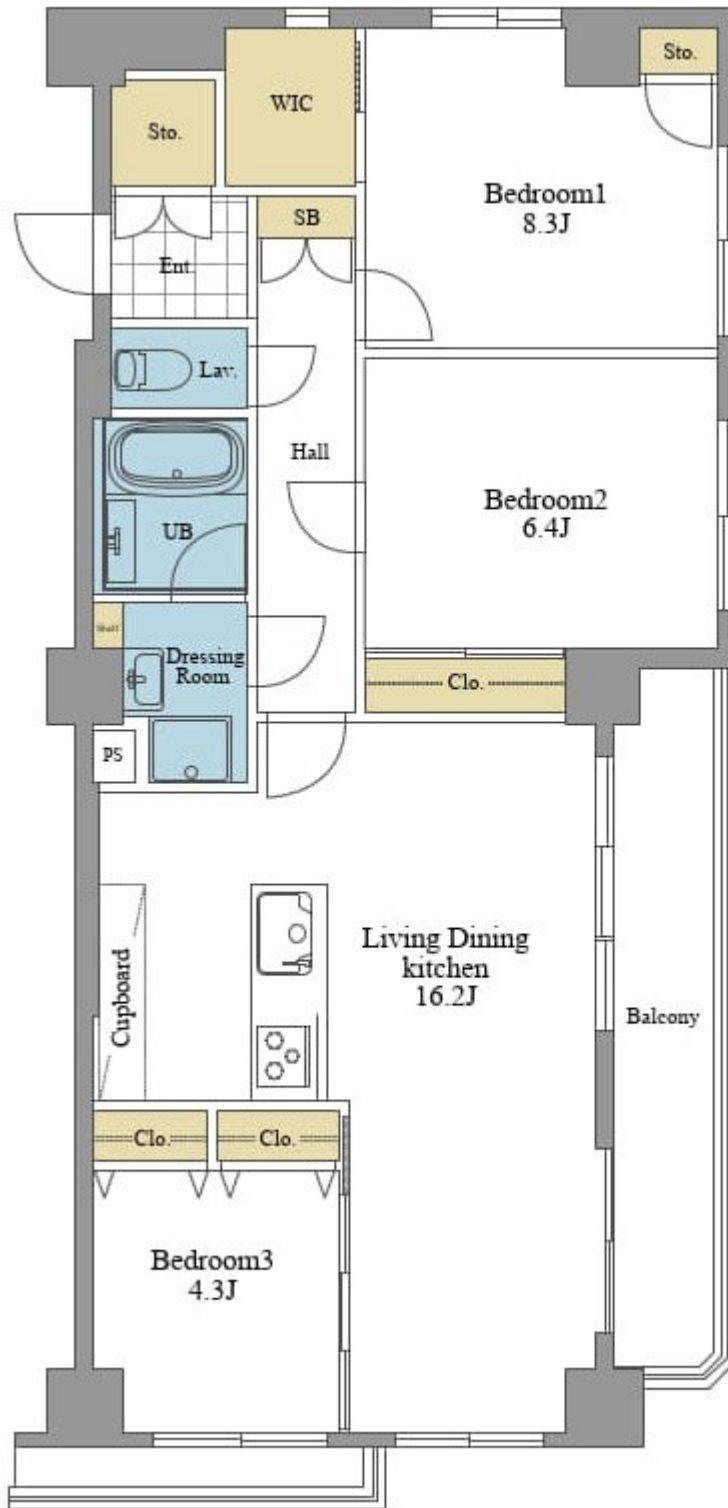 Sto.
WIC
Sto.
Bedroom1
8.3J
SB
Ent.
Lav.
Hall
Bedroom2
6.4J
UB
Shelf
Dressing
Room
Clo.
PS
Living Dining
kitchen
16.2J
Cupboard
Balcony
Clo.
Clo.
Bedroom3
4.3J